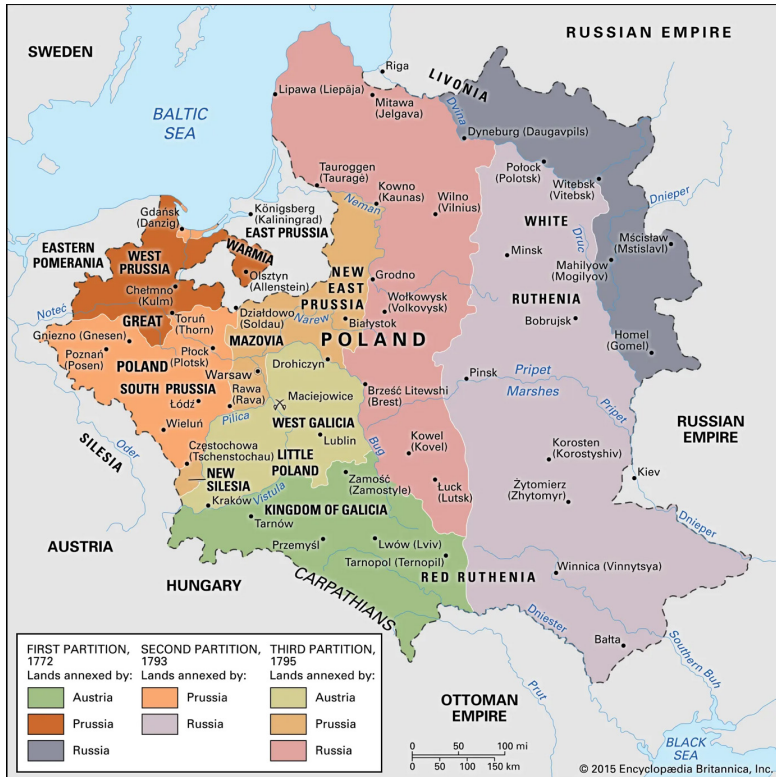 SWEDEN
RUSSIAN EMPIRE
Riga
LIVONIA
Lipawa (Liepāja)
Mitawa
(Jelgava)
Dvina
BALTIC
SEA
Dyneburg (Daugavpils)
Tauroggen
(Tauragė)
Połock
(Polotsk)
Witebsk
(Vitebsk)
Dnieper
Kowno
(Kaunas)
Wilno
(Vilnius)
Neman
Gdańsk
(Danzig)
Königsberg
(Kaliningrad)
EAST PRUSSIA
WHITE
RUTHENIA
Druc
Mścisław
(Mstislavl)
EASTERN
POMERANIA
WEST
PRUSSIA
WARMIA
Olsztyn
(Allenstein)
Minsk
Mahilyow
(Mogilyov)
NEW
EAST
PRUSSIA
Grodno
Chełmno
(Kulm)
Wołkowysk
(Volkovysk)
Noteć
GREAT
POLAND
Toruń
(Thorn)
Działdowo
(Soldau)
Narew
Białystok
Bobrujsk
Gniezno (Gnesen)
MAZOVIA
POLAND
Homel
(Gomel)
Poznań
(Posen)
Płock
(Plotsk)
Drohiczyn
SOUTH PRUSSIA
Warsaw
Rawa
(Rava)
Pinsk
Pripet
Marshes
Pripet
Łódź
Maciejowice
Brześć Litewski
(Brest)
Pilica
WEST GALICIA
RUSSIAN
EMPIRE
SILESIA
Oder
Wieluń
Lublin
Bug
Kowel
(Kovel)
Korosten
(Korostyshiv)
Częstochowa
(Tschenstochau)
LITTLE
POLAND
NEW
SILESIA
Zamość
(Zamostyle)
Łuck
(Lutsk)
Żytomierz
(Zhytomyr)
Kiev
Kraków
Vistula
KINGDOM OF GALICIA
Tarnów
Dnieper
AUSTRIA
Przemyśl
Lwów (Lviv)
Tarnopol (Ternopil)
RED RUTHENIA
Winnica (Vinnytsya)
HUNGARY
CARPATHIANS
Dniester
Bałta
Southern Buh
Prut
OTTOMAN
EMPIRE
BLACK
SEA
FIRST PARTITION,
1772
Lands annexed by:
Austria
Prussia
Russia
SECOND PARTITION,
1793
Lands annexed by:
Prussia
Russia
THIRD PARTITION,
1795
Lands annexed by:
Austria
Prussia
Russia
0 50 100 mi
0 50 100 150 km
© 2015 Encyclopædia Britannica, Inc.